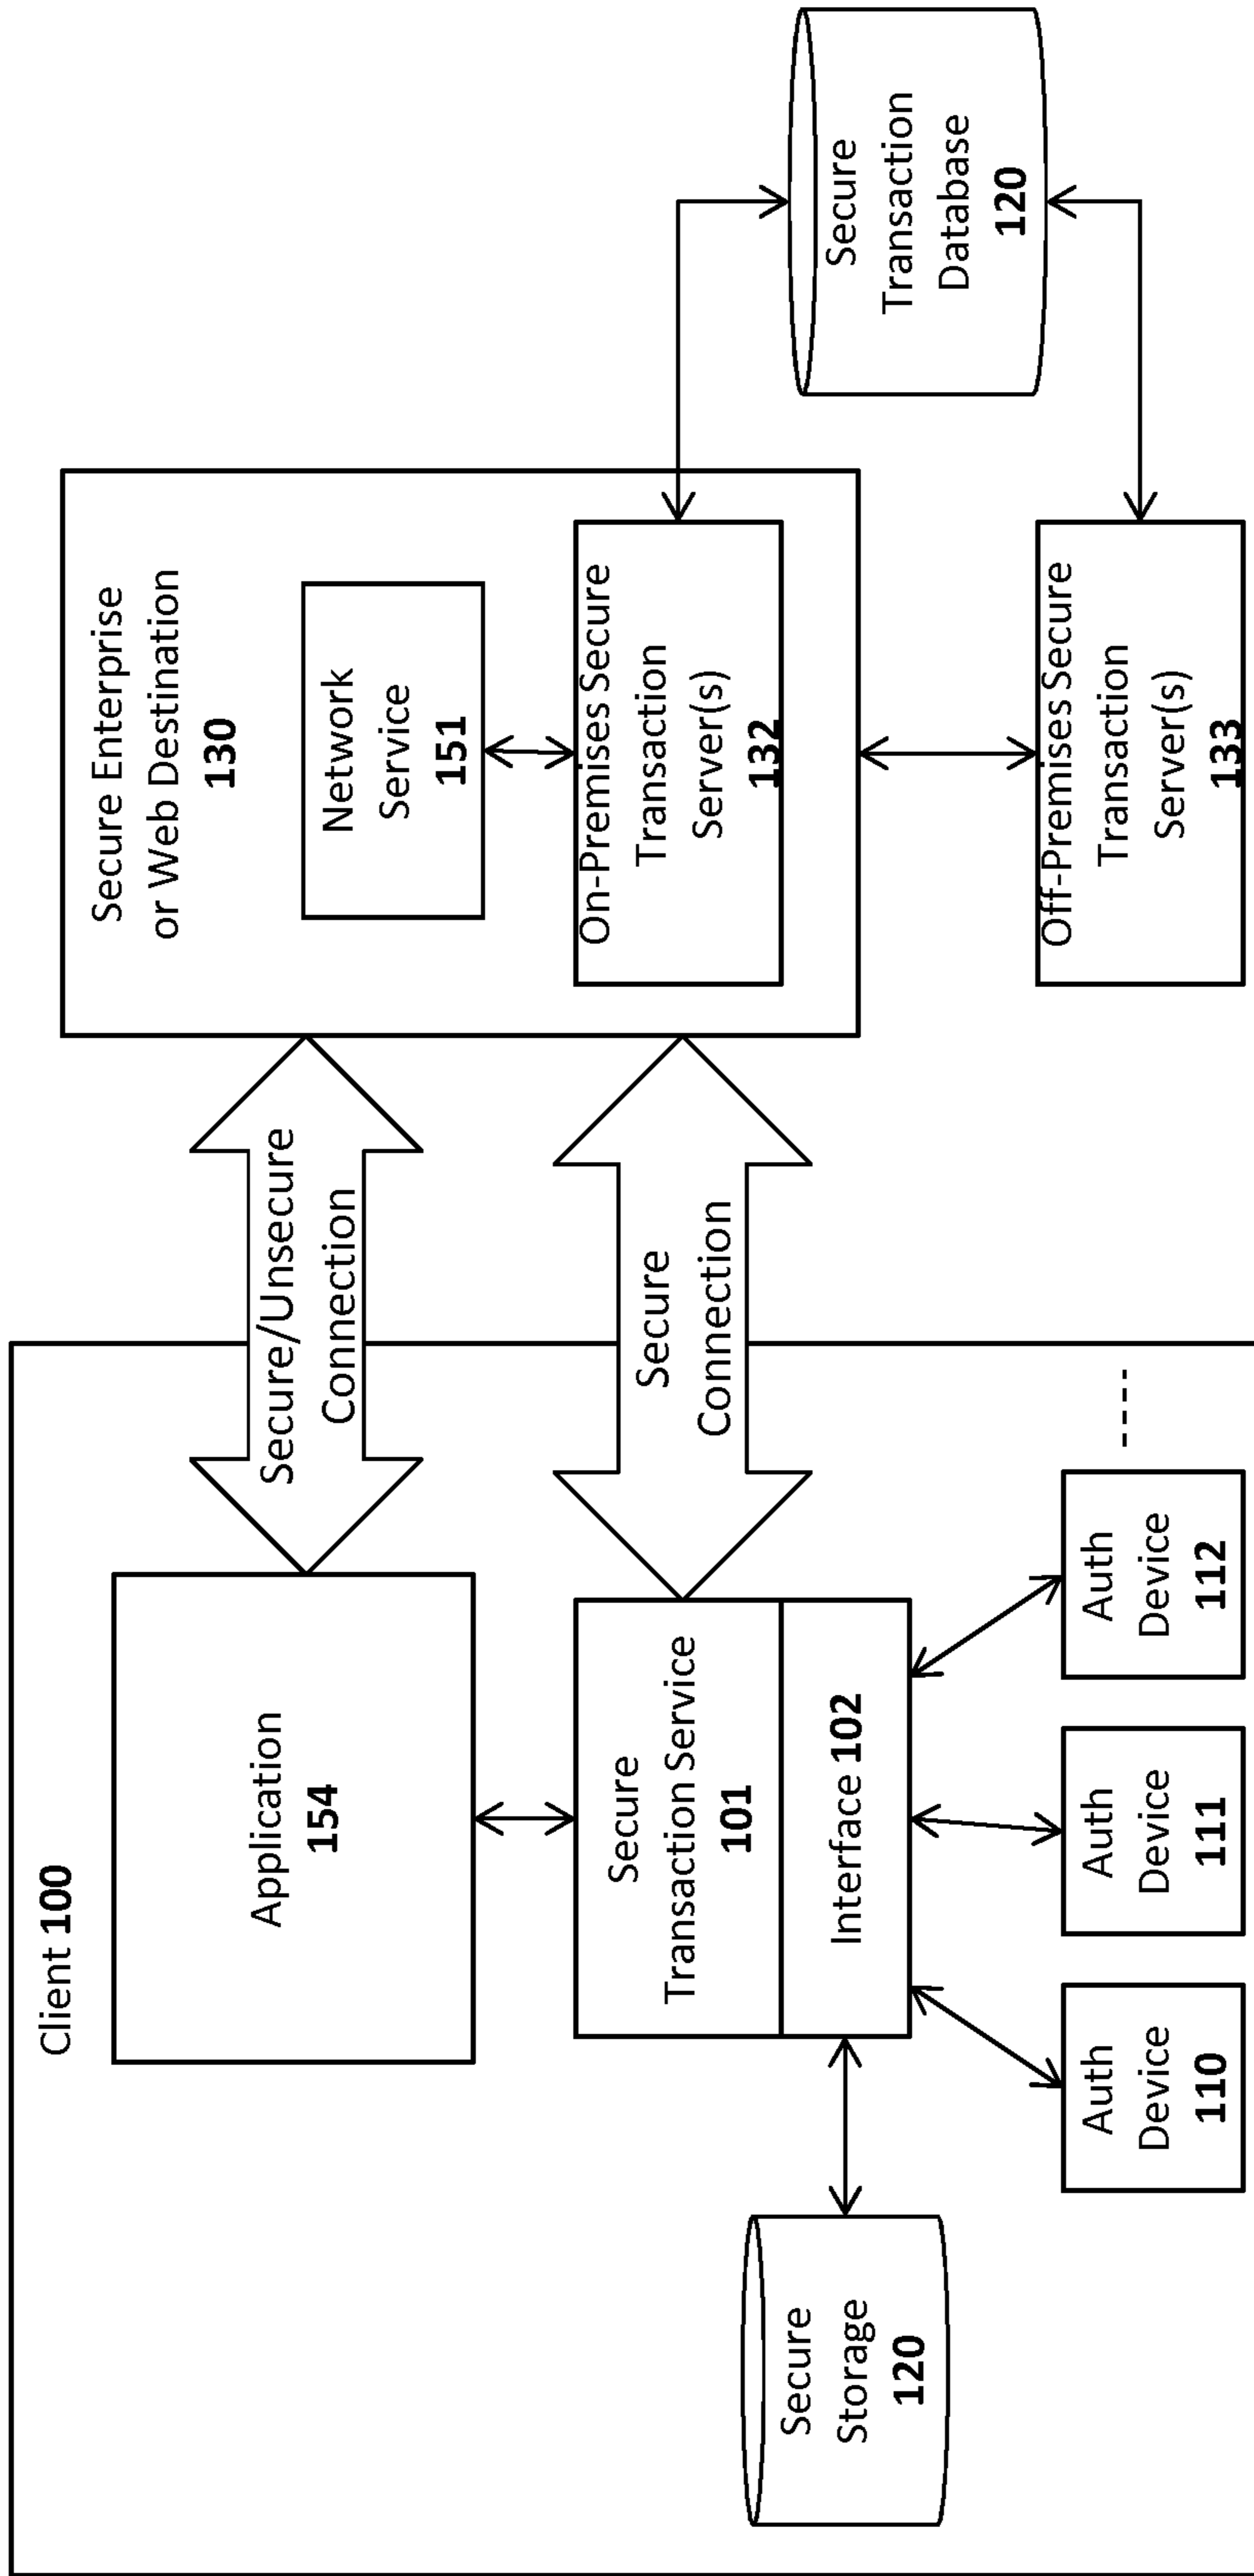 Client 100
Application
154
Secure
Transaction Service
101
Interface 102
Secure
Storage
120
Auth
Device
110
Auth
Device
111
Auth
Device
112
Secure/Unsecure
Connection
Secure
Connection
Secure Enterprise
or Web Destination
130
Network
Service
151
On-Premises Secure
Transaction
Server(s)
132
Off-Premises Secure
Transaction
Server(s)
133
Secure
Transaction
Database
120